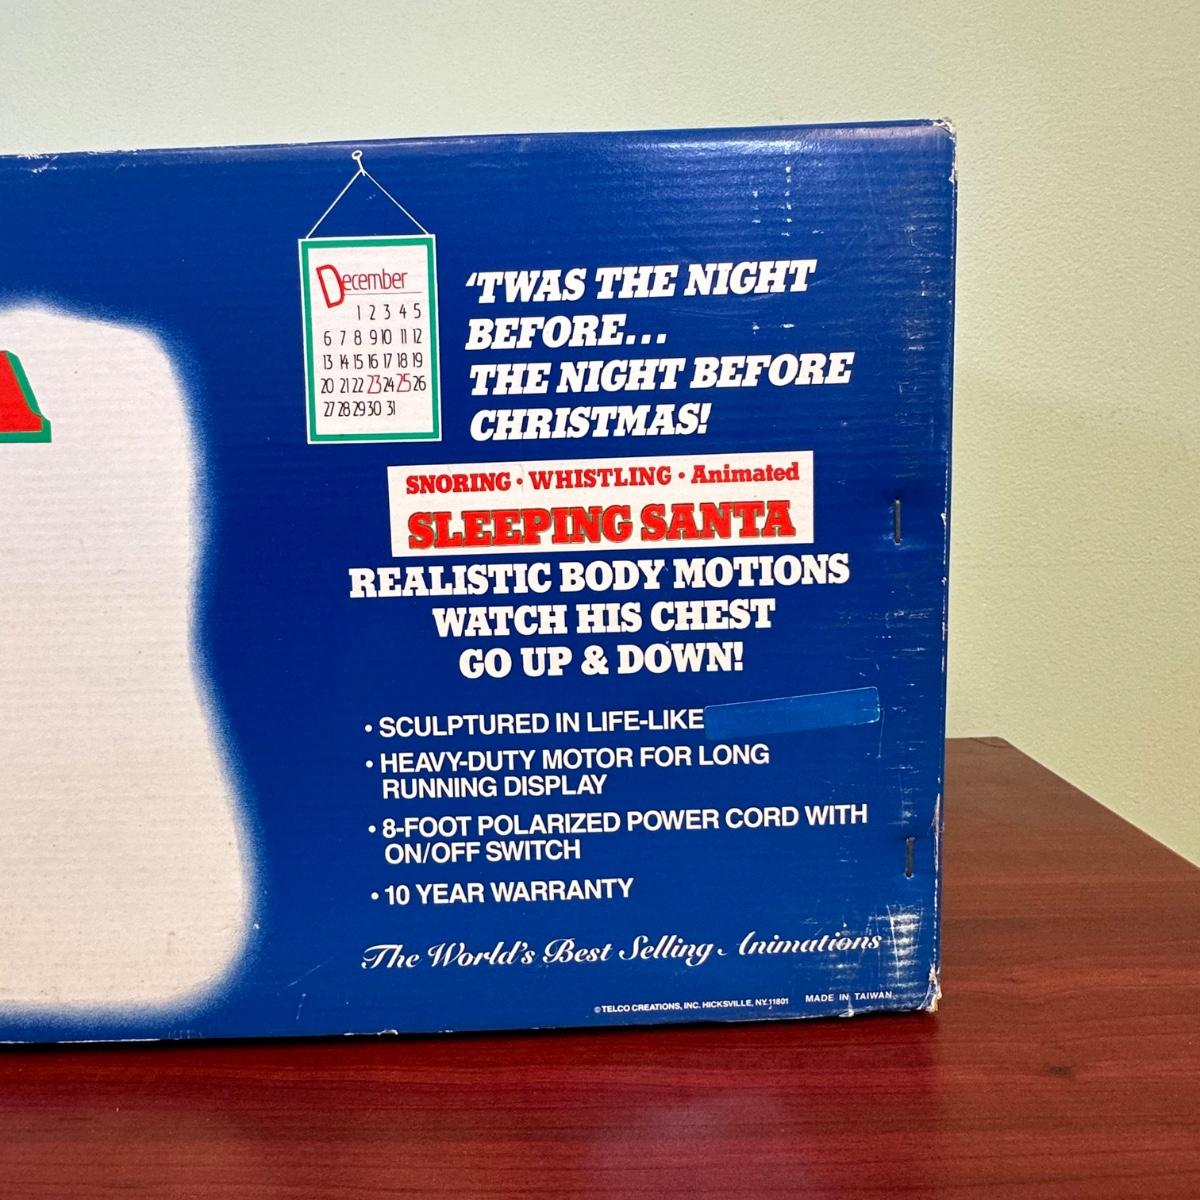 December
1 2 3 4 5
6 7 8 9 10 11 12
13 14 15 16 17 18 19
20 21 22 23 24 25 26
27 28 29 30 31
‘TWAS THE NIGHT
BEFORE...
THE NIGHT BEFORE
CHRISTMAS!
SNORING • WHISTLING • Animated
SLEEPING SANTA
REALISTIC BODY MOTIONS
WATCH HIS CHEST
GO UP & DOWN!
• SCULPTURED IN LIFE-LIKE
• HEAVY-DUTY MOTOR FOR LONG
RUNNING DISPLAY
• 8-FOOT POLARIZED POWER CORD WITH
ON/OFF SWITCH
• 10 YEAR WARRANTY
The World's Best Selling Animations
© TELCO CREATIONS, INC. HICKSVILLE, NY.11801 MADE IN TAIWAN